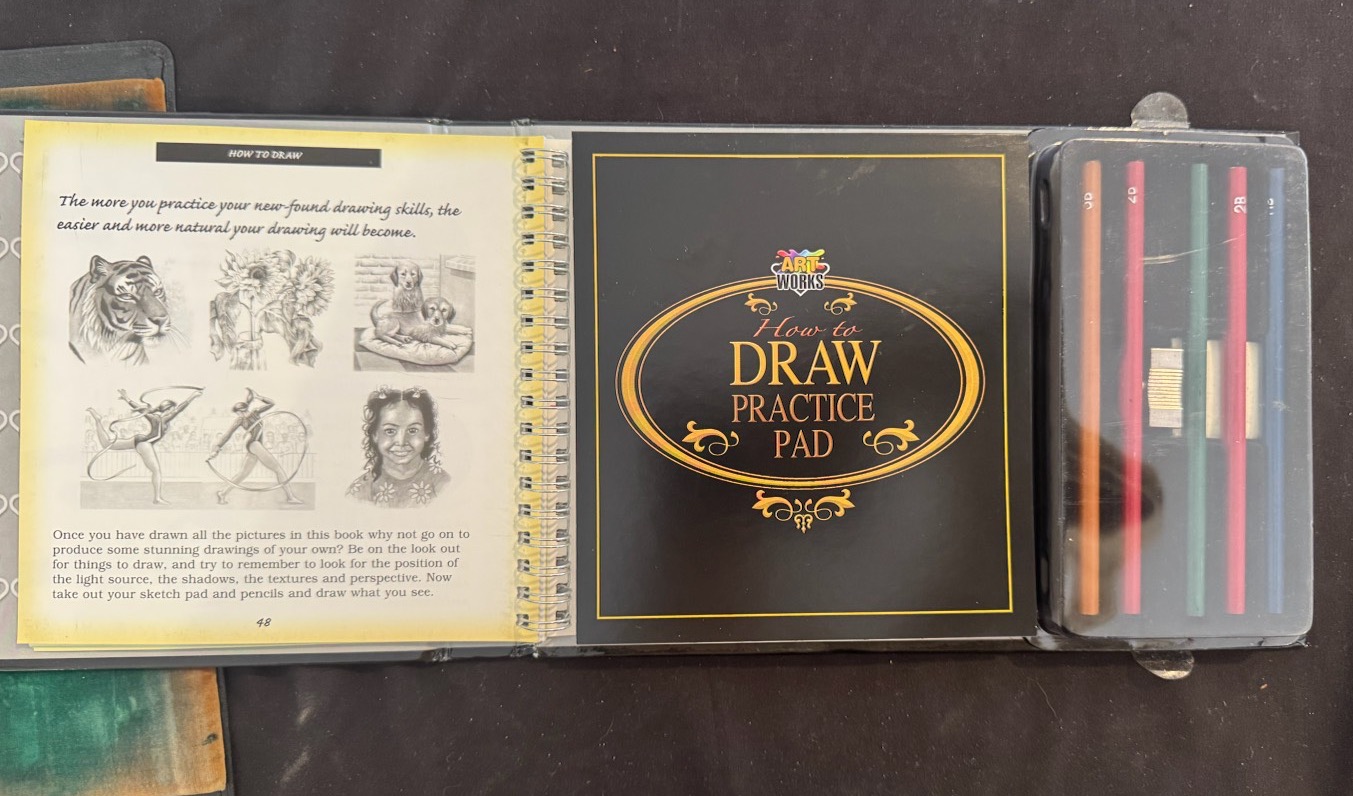 HOW TO DRAW
The more you practice your new-found drawing skills, the
easier and more natural your drawing will become.
Once you have drawn all the pictures in this book why not go on to
produce some stunning drawings of your own? Be on the look out
for things to draw, and try to remember to look for the position of
the light source, the shadows, the textures and perspective. Now
take out your sketch pad and pencils and draw what you see.
48
ART
WORKS
How to
DRAW
PRACTICE
PAD
2B